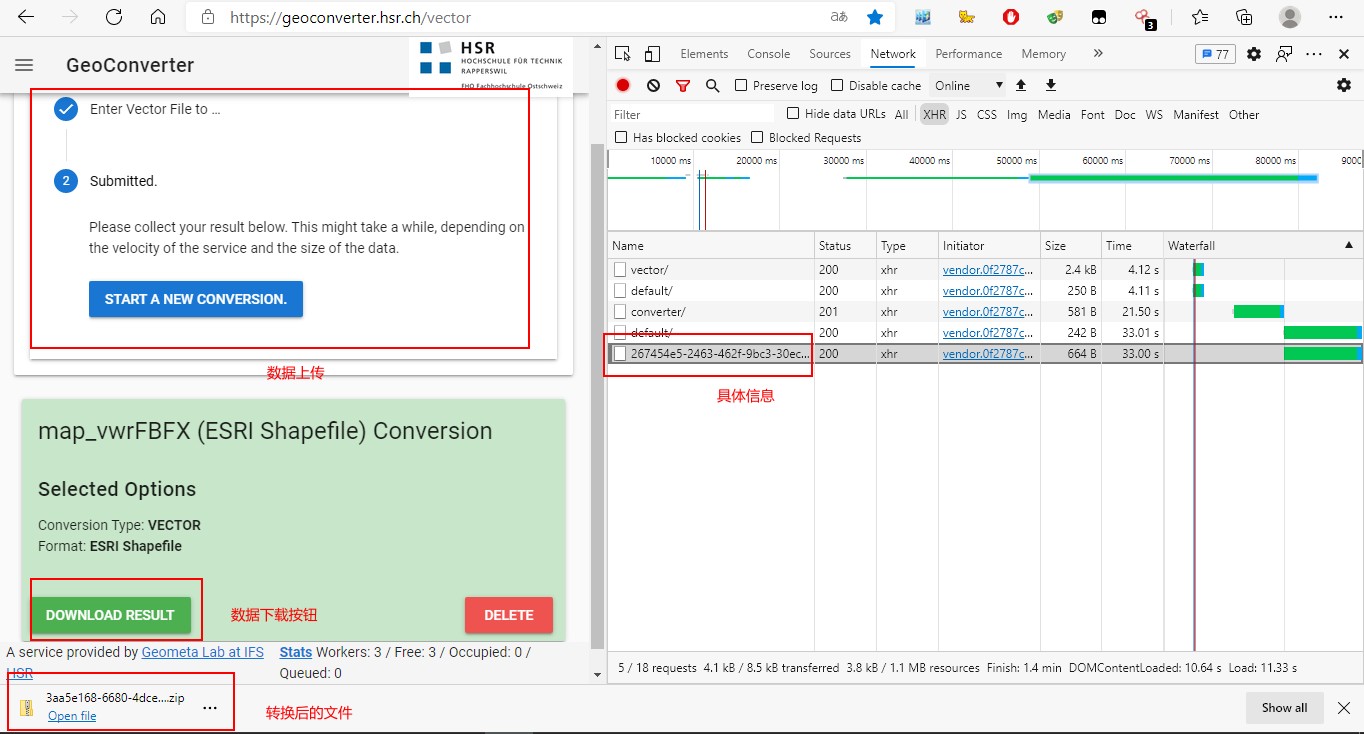 https://geoconverter.hsr.ch/vector
aあ
3
GeoConverter
HSR
HOCHSCHULE FÜR TECHNIK
RAPPERSWIL
FHO Fachhochschule Ostschweiz
Enter Vector File to ...
2 Submitted.
Please collect your result below. This might take a while, depending on
the velocity of the service and the size of the data.
START A NEW CONVERSION.
数据上传
map_vwrFBFX (ESRI Shapefile) Conversion
Selected Options
Conversion Type: VECTOR
Format: ESRI Shapefile
DOWNLOAD RESULT
数据下载按钮
DELETE
A service provided by Geometa Lab at IFS
HSR
Stats Workers: 3 / Free: 3 / Occupied: 0 /
Queued: 0
3aa5e168-6680-4dce....zip
Open file
转换后的文件
Show all
Elements Console Sources Network Performance Memory 77
Preserve log Disable cache Online
Filter Hide data URLs All XHR JS CSS Img Media Font Doc WS Manifest Other
Has blocked cookies Blocked Requests
10000 ms 20000 ms 30000 ms 40000 ms 50000 ms 60000 ms 70000 ms 80000 ms 9000
Name Status Type Initiator Size Time Waterfall
vector/ 200 xhr vendor.0f2787c... 2.4 kB 4.12 s
default/ 200 xhr vendor.0f2787c... 250 B 4.11 s
converter/ 201 xhr vendor.0f2787c... 581 B 21.50 s
default/ 200 xhr vendor.0f2787c... 242 B 33.01 s
267454e5-2463-462f-9bc3-30ec... 200 xhr vendor.0f2787c... 664 B 33.00 s
具体信息
5 / 18 requests 4.1 kB / 8.5 kB transferred 3.8 kB / 1.1 MB resources Finish: 1.4 min DOMContentLoaded: 10.64 s Load: 11.33 s